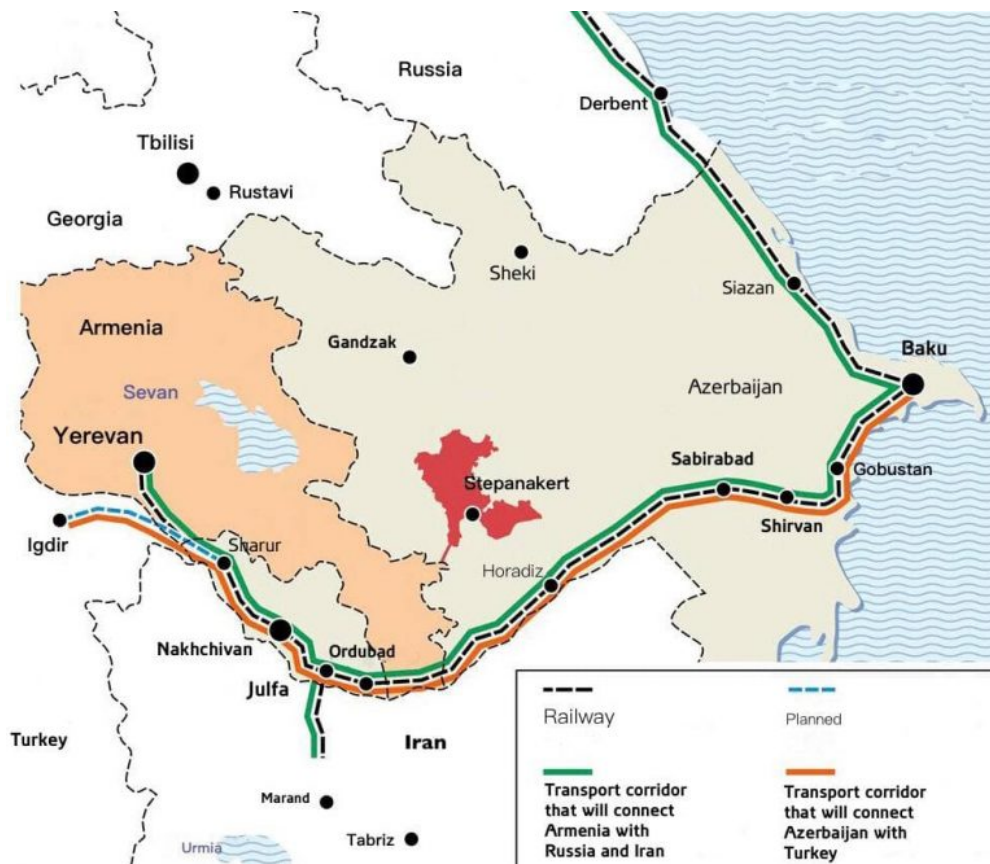 Russia
Derbent
Tbilisi
Rustavi
Georgia
Sheki
Siazan
Armenia
Gandzak
Baku
Sevan
Azerbaijan
Yerevan
Sabirabad
Gobustan
Stepanakert
Shirvan
Igdir
Sharur
Horadiz
Nakhchivan
Ordubad
Julfa
Turkey
Iran
Marand
Tabriz
Urmia
Railway
Planned
Transport corridor
that will connect
Armenia with
Russia and Iran
Transport corridor
that will connect
Azerbaijan with
Turkey